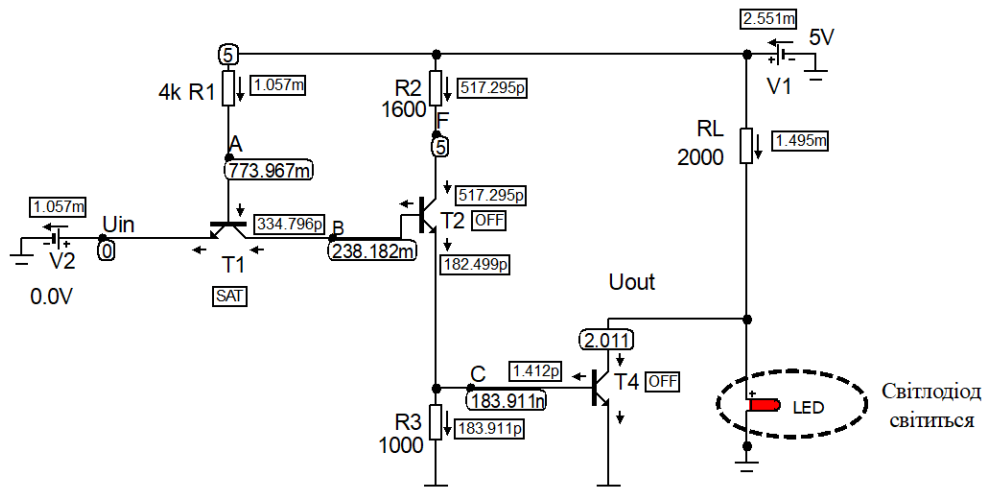 2.551m
5V
V1
5
4k R1
1.057m
R2
1600
517.295p
F
5
RL
2000
1.495m
A
773.967m
1.057m
Uin
0
V2
0.0V
T1
SAT
334.796p
B
238.182m
517.295p
T2
OFF
182.499p
Uout
2.011
C
1.412p
183.911n
T4
OFF
R3
1000
183.911p
LED
Світлодіод
світиться